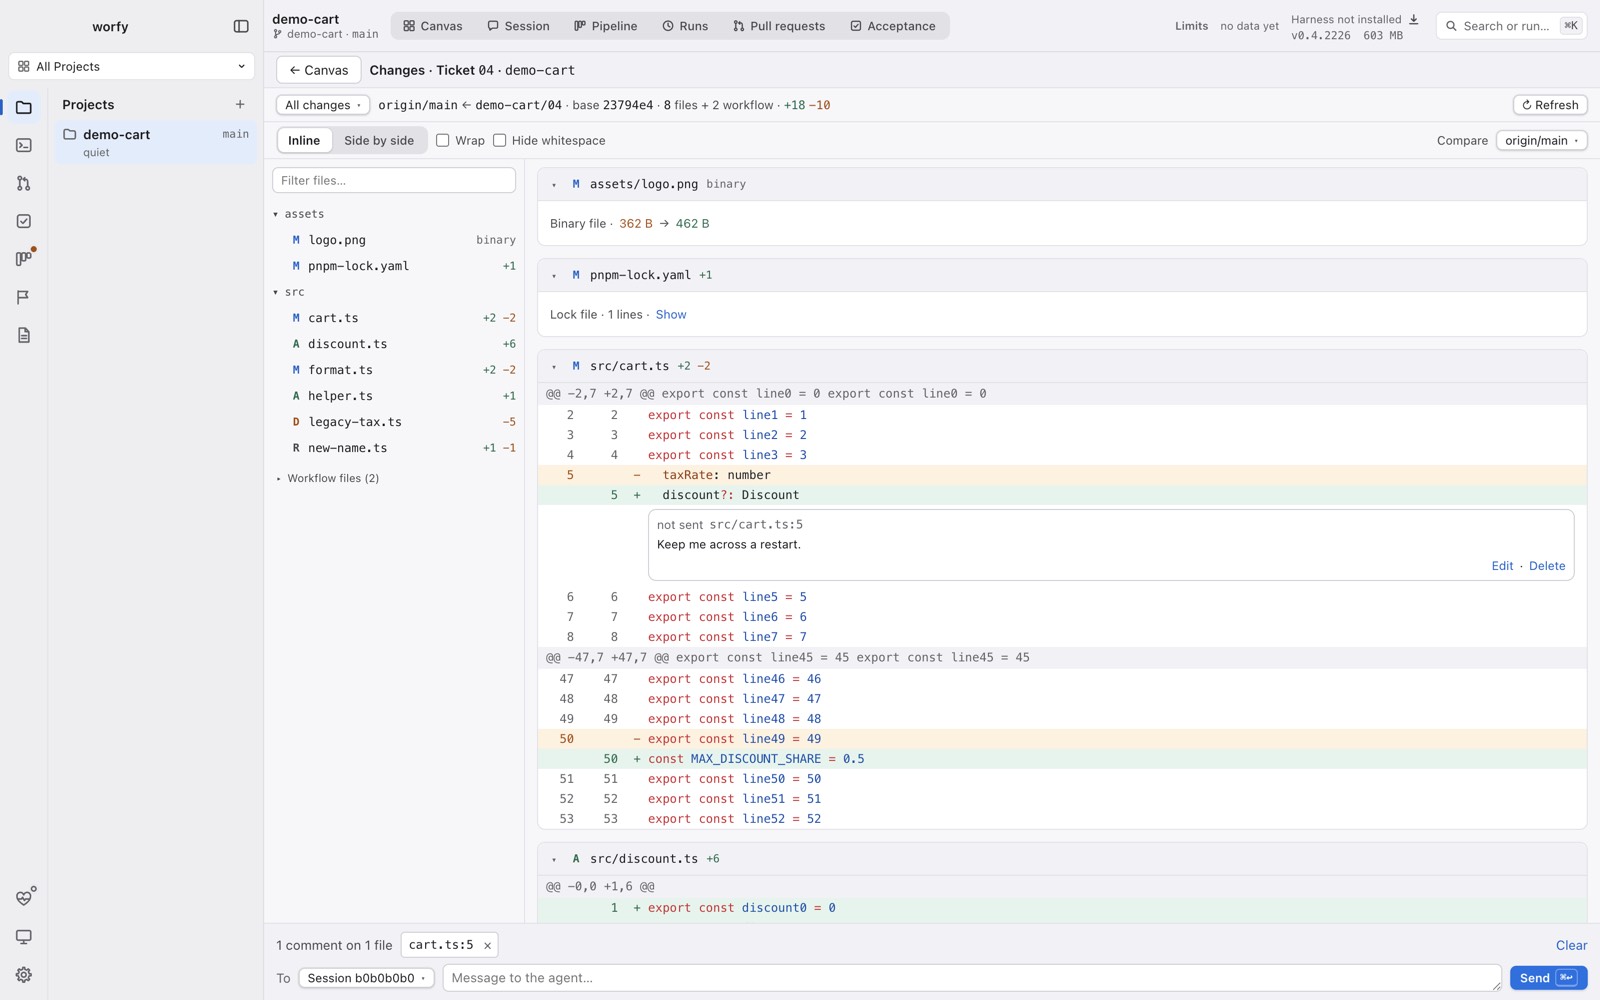 worfy
All Projects
Projects +
demo-cart main
quiet
demo-cart
demo-cart · main
Canvas Session Pipeline Runs Pull requests Acceptance
Limits no data yet
Harness not installed
v0.4.2226 603 MB
Search or run... ⌘K
← Canvas Changes · Ticket 04 · demo-cart
All changes origin/main ← demo-cart/04 · base 23794e4 · 8 files + 2 workflow · +18 −10 Refresh
Inline Side by side Wrap Hide whitespace Compare origin/main
Filter files...
assets
M logo.png binary
M pnpm-lock.yaml +1
src
M cart.ts +2 −2
A discount.ts +6
M format.ts +2 −2
A helper.ts +1
D legacy-tax.ts −5
R new-name.ts +1 −1
Workflow files (2)
M assets/logo.png binary
Binary file · 362 B → 462 B
M pnpm-lock.yaml +1
Lock file · 1 lines · Show
M src/cart.ts +2 −2
@@ −2,7 +2,7 @@ export const line0 = 0 export const line0 = 0
2 2 export const line1 = 1
3 3 export const line2 = 2
4 4 export const line3 = 3
5 − taxRate: number
5 + discount?: Discount
not sent src/cart.ts:5
Keep me across a restart.
Edit · Delete
6 6 export const line5 = 5
7 7 export const line6 = 6
8 8 export const line7 = 7
@@ −47,7 +47,7 @@ export const line45 = 45 export const line45 = 45
47 47 export const line46 = 46
48 48 export const line47 = 47
49 49 export const line48 = 48
50 − export const line49 = 49
50 + const MAX_DISCOUNT_SHARE = 0.5
51 51 export const line50 = 50
52 52 export const line51 = 51
53 53 export const line52 = 52
A src/discount.ts +6
@@ −0,0 +1,6 @@
1 + export const discount0 = 0
1 comment on 1 file cart.ts:5 × Clear
To Session b0b0b0b0 Message to the agent... Send ⌘↩